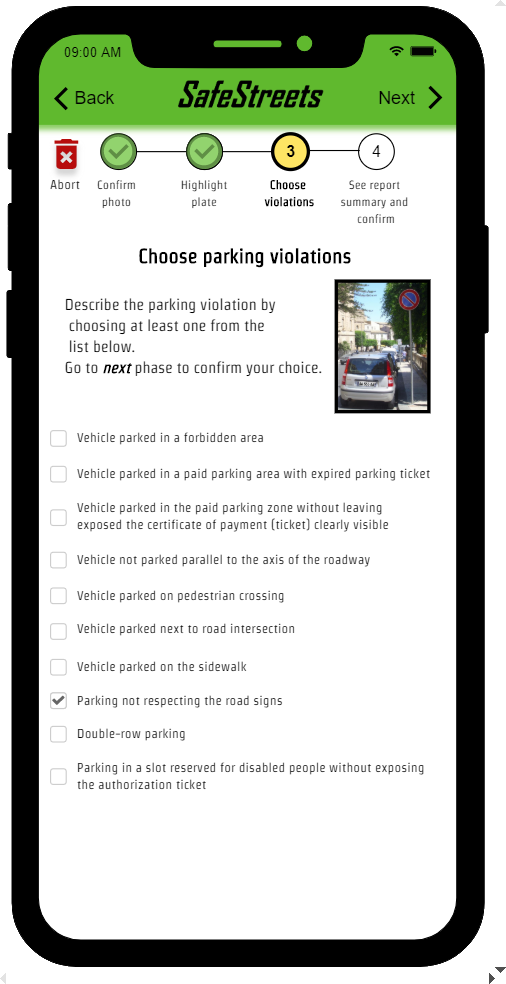 09:00 AM
Back
SafeStreets
Next
3
4
Abort
Confirm
photo
Highlight
plate
Choose
violations
See report
summary and
confirm
Choose parking violations
Describe the parking violation by
choosing at least one from the
list below.
Go to next phase to confirm your choice.
Vehicle parked in a forbidden area
Vehicle parked in a paid parking area with expired parking ticket
Vehicle parked in the paid parking zone without leaving
exposed the certificate of payment (ticket) clearly visible
Vehicle not parked parallel to the axis of the roadway
Vehicle parked on pedestrian crossing
Vehicle parked next to road intersection
Vehicle parked on the sidewalk
Parking not respecting the road signs
Double-row parking
Parking in a slot reserved for disabled people without exposing
the authorization ticket